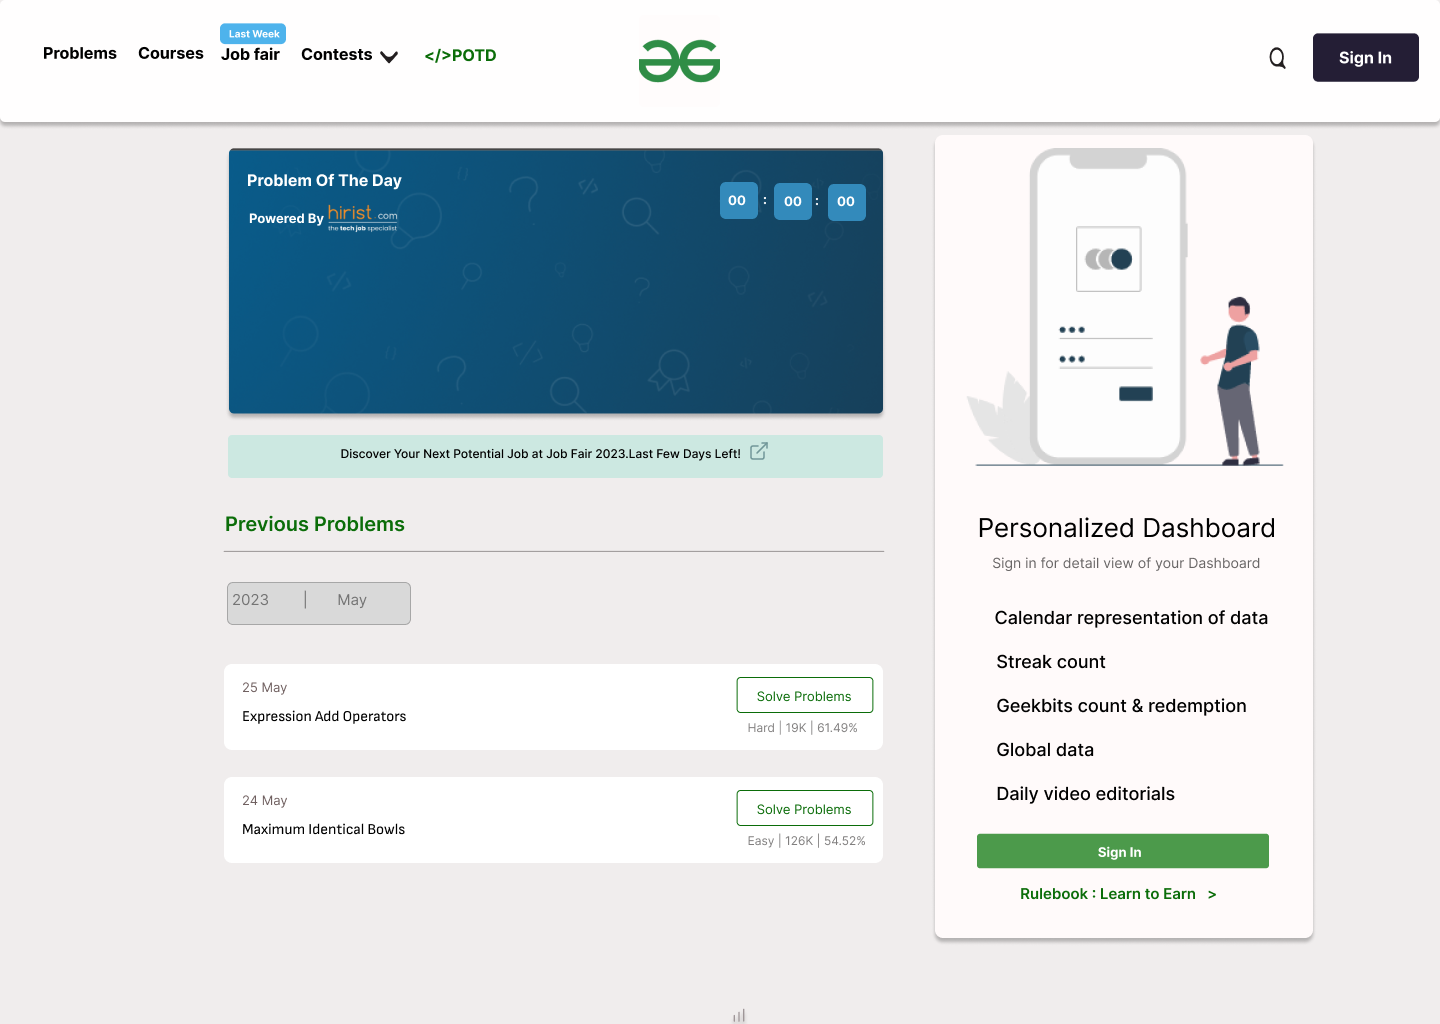 Last Week
Problems Courses Job fair Contests </>POTD
Sign In
Problem Of The Day
00 : 00 : 00
Powered By hirist.com
the tech job specialist
Discover Your Next Potential Job at Job Fair 2023.Last Few Days Left!
Previous Problems
2023 | May
25 May
Expression Add Operators
Solve Problems
Hard | 19K | 61.49%
24 May
Maximum Identical Bowls
Solve Problems
Easy | 126K | 54.52%
Personalized Dashboard
Sign in for detail view of your Dashboard
Calendar representation of data
Streak count
Geekbits count & redemption
Global data
Daily video editorials
Sign In
Rulebook : Learn to Earn >